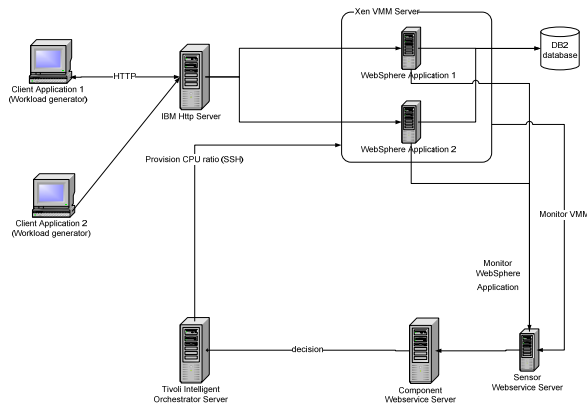 Xen VMM Server
DB2
database
WebSphere Application 1
HTTP
Client Application 1
(Workload generator)
IBM Http Server
WebSphere Application 2
Provision CPU ratio (SSH)
Client Application 2
(Workload generator)
Monitor VMM
Monitor
WebSphere
Application
decision
Tivoli Intelligent
Orchestrator Server
Component
Webservice Server
Sensor
Webservice Server